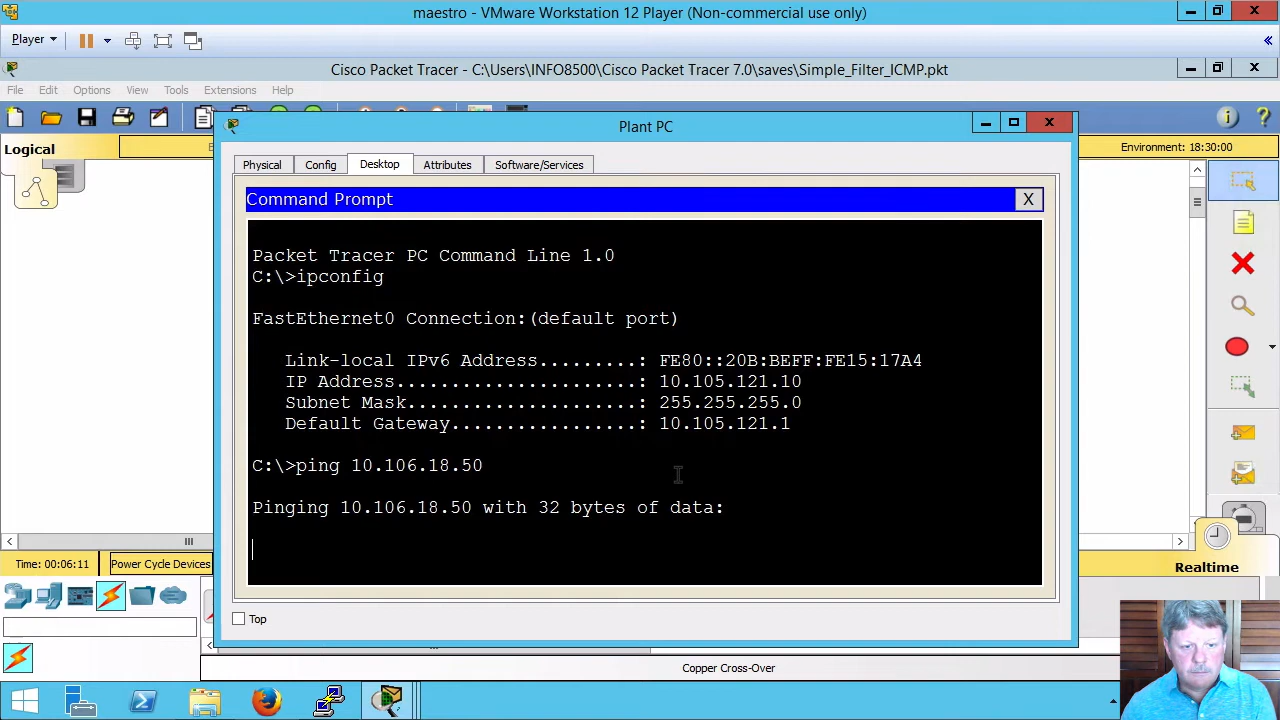 maestro - VMware Workstation 12 Player (Non-commercial use only)
Player
Cisco Packet Tracer - C:\Users\INFO8500\Cisco Packet Tracer 7.0\saves\Simple_Filter_ICMP.pkt
File Edit Options View Tools Extensions Help
Plant PC
Logical
Environment: 18:30:00
Physical Config Desktop Attributes Software/Services
Command Prompt
X
Packet Tracer PC Command Line 1.0
C:\>ipconfig
FastEthernet0 Connection:(default port)
Link-local IPv6 Address.........: FE80::20B:BEFF:FE15:17A4
IP Address......................: 10.105.121.10
Subnet Mask.....................: 255.255.255.0
Default Gateway.................: 10.105.121.1
C:\>ping 10.106.18.50
Pinging 10.106.18.50 with 32 bytes of data:
Time: 00:06:11 Power Cycle Devices
Realtime
Top
Copper Cross-Over